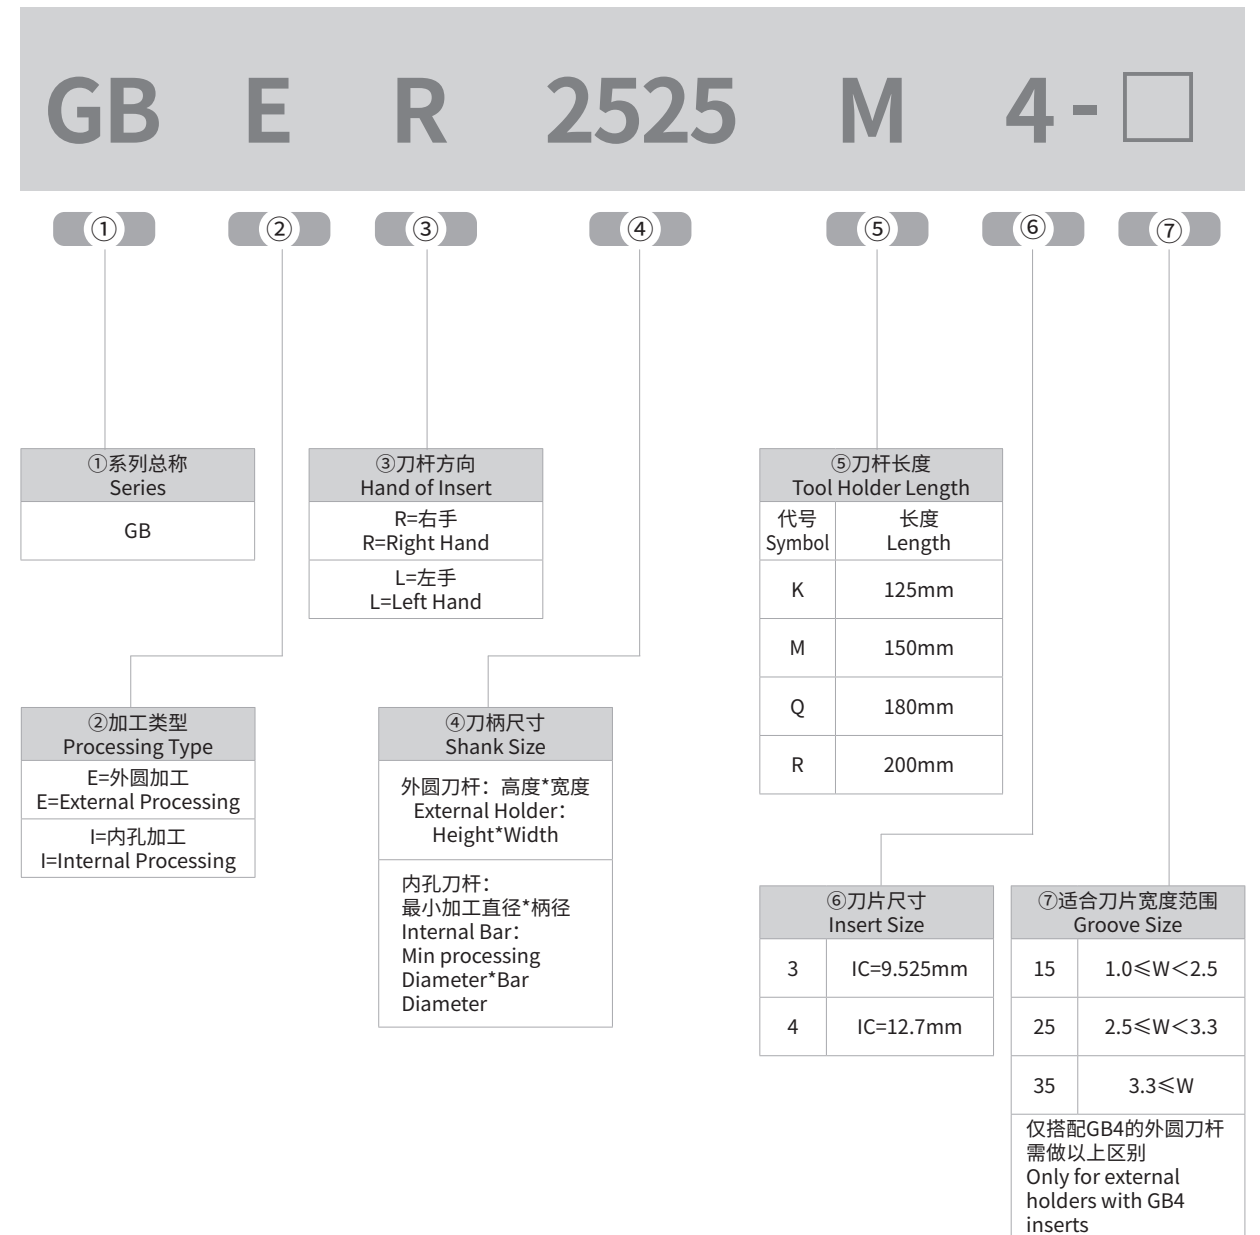 GB E R 2525 M 4-□
① ② ③ ④ ⑤ ⑥ ⑦
①系列总称
Series
GB
③刀杆方向
Hand of Insert
R=右手
R=Right Hand
L=左手
L=Left Hand
⑤刀杆长度
Tool Holder Length
代号 长度
Symbol Length
K 125mm
M 150mm
Q 180mm
R 200mm
②加工类型
Processing Type
E=外圆加工
E=External Processing
I=内孔加工
I=Internal Processing
④刀柄尺寸
Shank Size
外圆刀杆：高度*宽度
External Holder：
Height*Width
内孔刀杆：
最小加工直径*柄径
Internal Bar：
Min processing
Diameter*Bar
Diameter
⑥刀片尺寸
Insert Size
3 IC=9.525mm
4 IC=12.7mm
⑦适合刀片宽度范围
Groove Size
15 1.0≤W＜2.5
25 2.5≤W＜3.3
35 3.3≤W
仅搭配GB4的外圆刀杆
需做以上区别
Only for external
holders with GB4
inserts